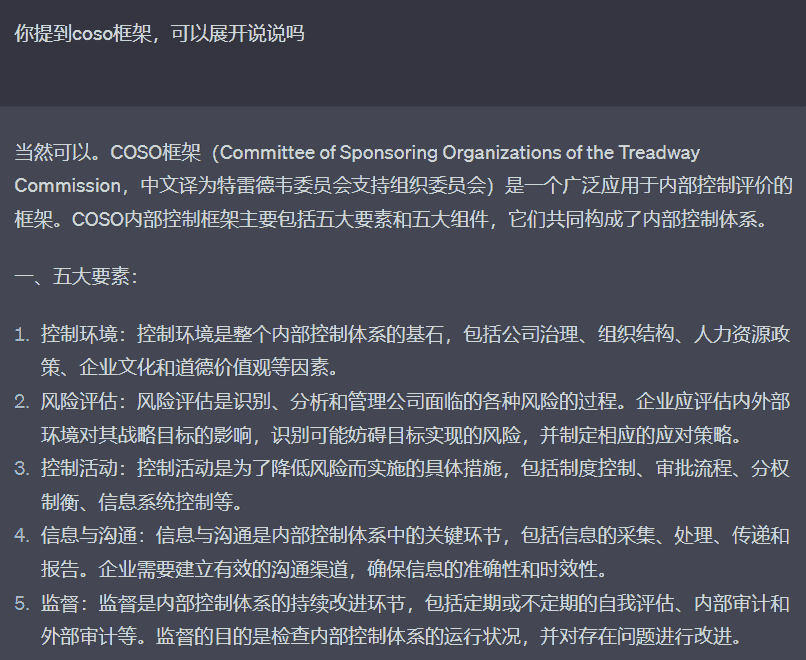 你提到coso框架，可以展开说说吗
当然可以。COSO框架（Committee of Sponsoring Organizations of the Treadway
Commission，中文译为特雷德韦委员会支持组织委员会）是一个广泛应用于内部控制评价的
框架。COSO内部控制框架主要包括五大要素和五大组件，它们共同构成了内部控制体系。
一、五大要素：
1. 控制环境：控制环境是整个内部控制体系的基石，包括公司治理、组织结构、人力资源政
策、企业文化和道德价值观等因素。
2. 风险评估：风险评估是识别、分析和管理公司面临的各种风险的过程。企业应评估内外部
环境对其战略目标的影响，识别可能妨碍目标实现的风险，并制定相应的应对策略。
3. 控制活动：控制活动是为了降低风险而实施的具体措施，包括制度控制、审批流程、分权
制衡、信息系统控制等。
4. 信息与沟通：信息与沟通是内部控制体系中的关键环节，包括信息的采集、处理、传递和
报告。企业需要建立有效的沟通渠道，确保信息的准确性和时效性。
5. 监督：监督是内部控制体系的持续改进环节，包括定期或不定期的自我评估、内部审计和
外部审计等。监督的目的是检查内部控制体系的运行状况，并对存在问题进行改进。